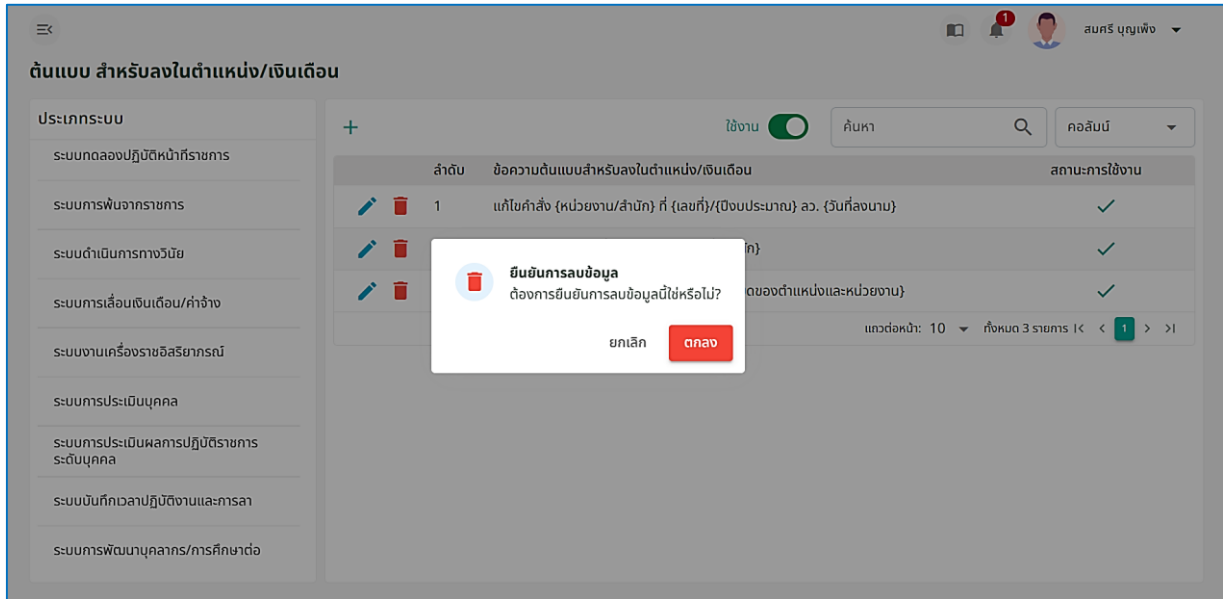 1
สมศรี บุญเพ็ง
ต้นแบบ สำหรับลงในตำแหน่ง/เงินเดือน
ประเภทระบบ
ระบบทดลองปฏิบัติหน้าที่ราชการ
ระบบการพ้นจากราชการ
ระบบดำเนินการทางวินัย
ระบบการเลื่อนเงินเดือน/ค่าจ้าง
ระบบงานเครื่องราชอิสริยาภรณ์
ระบบการประเมินบุคคล
ระบบการประเมินผลการปฏิบัติราชการ
ระดับบุคคล
ระบบบันทึกเวลาปฏิบัติงานและการลา
ระบบการพัฒนาบุคลากร/การศึกษาต่อ
ใช้งาน ค้นหา คอลัมน์
ลำดับ ข้อความต้นแบบสำหรับลงในตำแหน่ง/เงินเดือน สถานะการใช้งาน
1 แก้ไขคำสั่ง {หน่วยงาน/สำนัก} ที่ {เลขที่}/{ปีงบประมาณ} ลว. {วันที่ลงนาม}
ของตำแหน่งและหน่วยงาน}
แถวต่อหน้า: 10 ทั้งหมด 3 รายการ |< < 1 > >|
ยืนยันการลบข้อมูล
ต้องการยืนยันการลบข้อมูลนี้ใช่หรือไม่?
ยกเลิก ตกลง